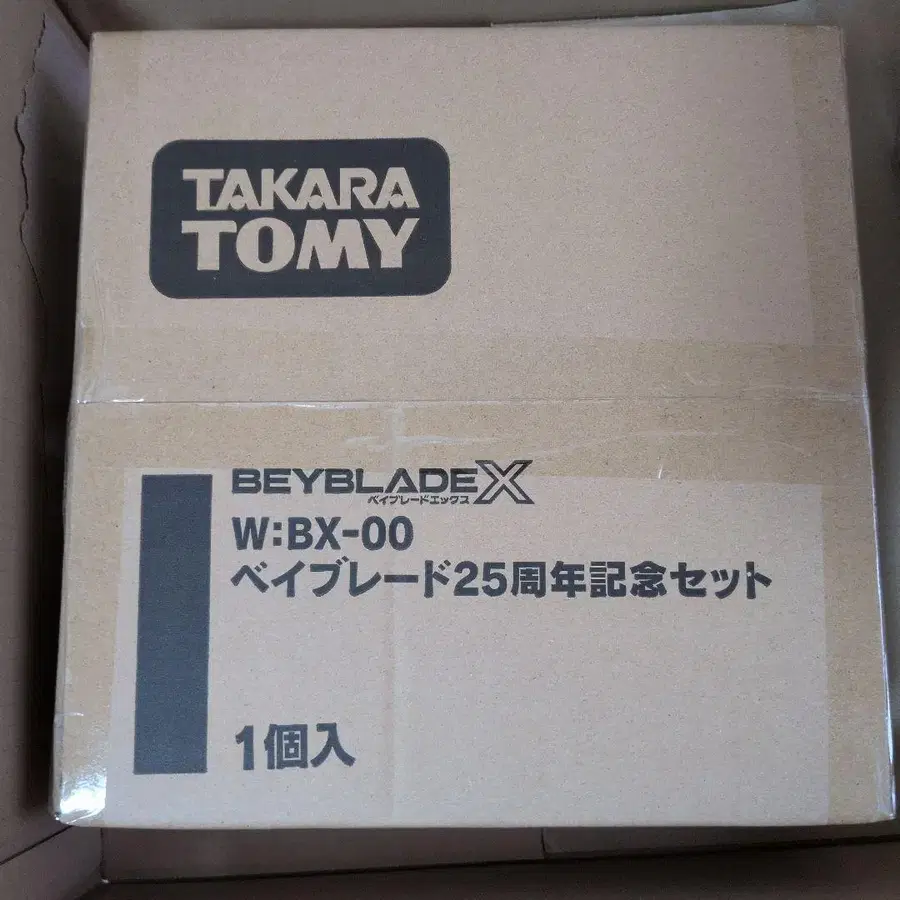 TAKARA
TOMY
BEYBLADE X
ベイブレードエックス
W:BX-00
ベイブレード25周年記念セット
1個入